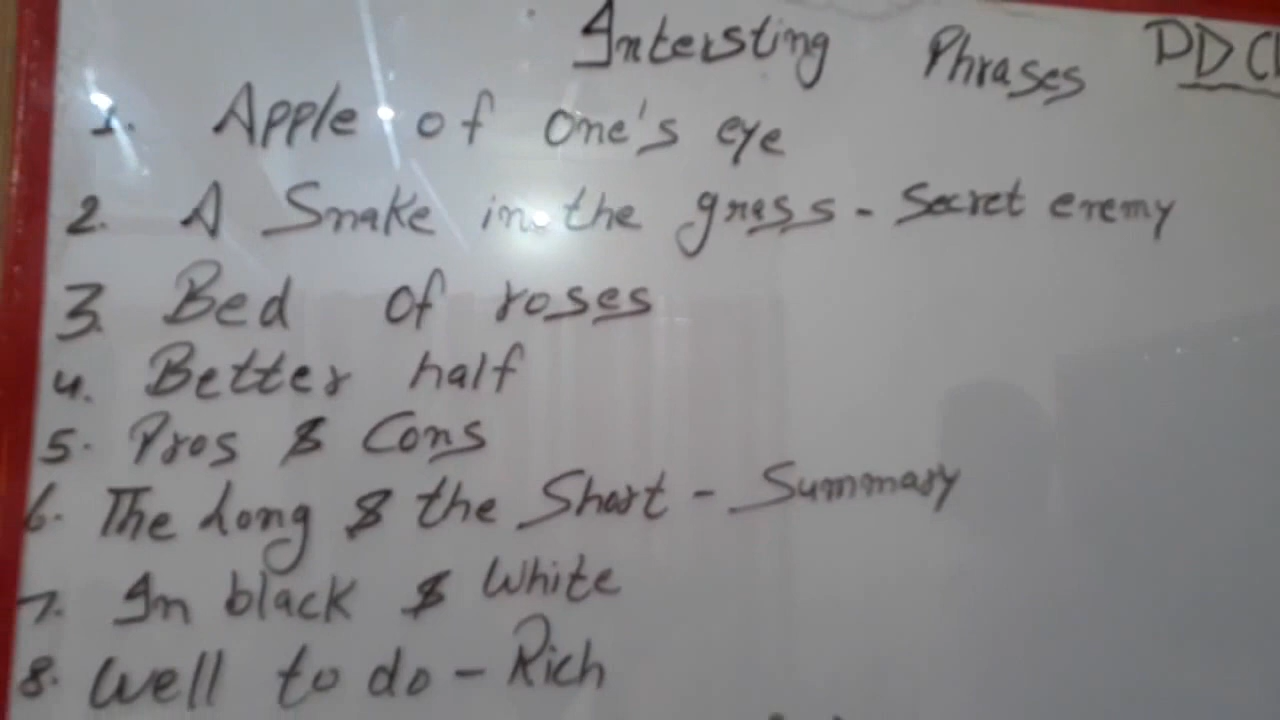 Intersting Phrases DDC
1. Apple of one's eye
2. A Snake in the grass - Secret enemy
3. Bed of roses
4. Better half
5. Pros & Cons
6. The Long & the Short - Summary
7. In black & White
8. Well to do - Rich